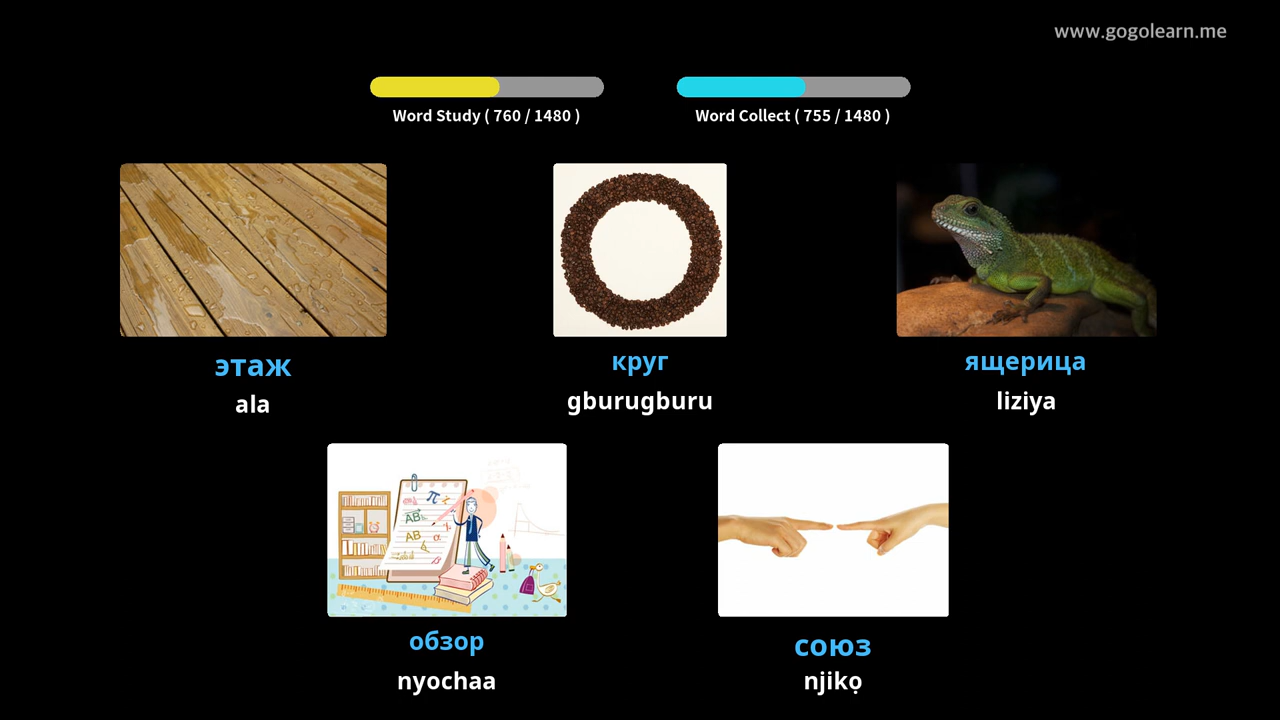 www.gogolearn.me
Word Study ( 760 / 1480 )
Word Collect ( 755 / 1480 )
этаж
ala
круг
gburugburu
ящерица
liziya
обзор
nyochaa
союз
njikọ